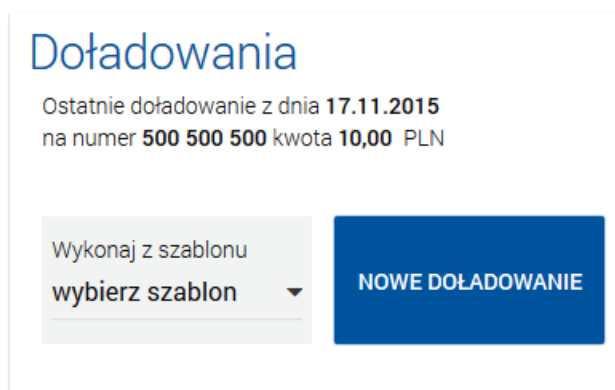 Doładowania
Ostatnie doładowanie z dnia 17.11.2015
na numer 500 500 500 kwota 10,00 PLN
Wykonaj z szablonu
wybierz szablon
NOWE DOŁADOWANIE